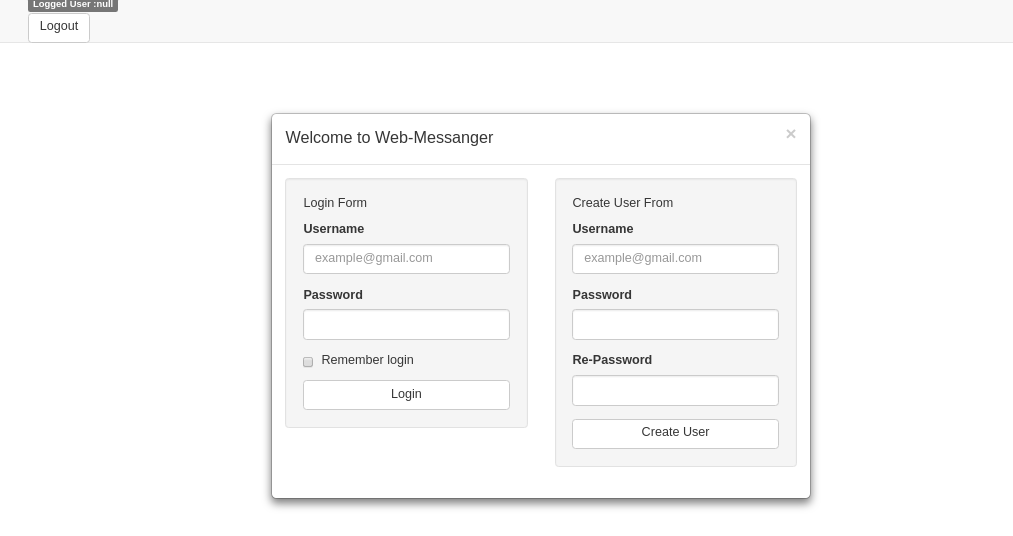 Logged User :null
Logout
Welcome to Web-Messanger
×
Login Form
Username
example@gmail.com
Password
Remember login
Login
Create User From
Username
example@gmail.com
Password
Re-Password
Create User